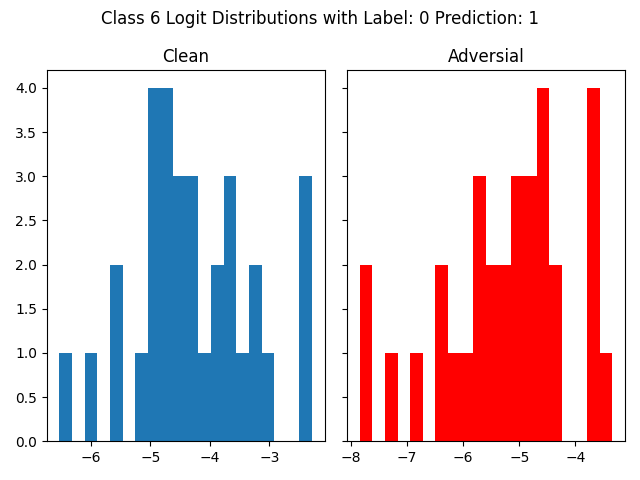 Class 6 Logit Distributions with Label: 0 Prediction: 1
Clean
Adversial
4.0
3.5
3.0
2.5
2.0
1.5
1.0
0.5
0.0
−6 −5 −4 −3
−8 −7 −6 −5 −4